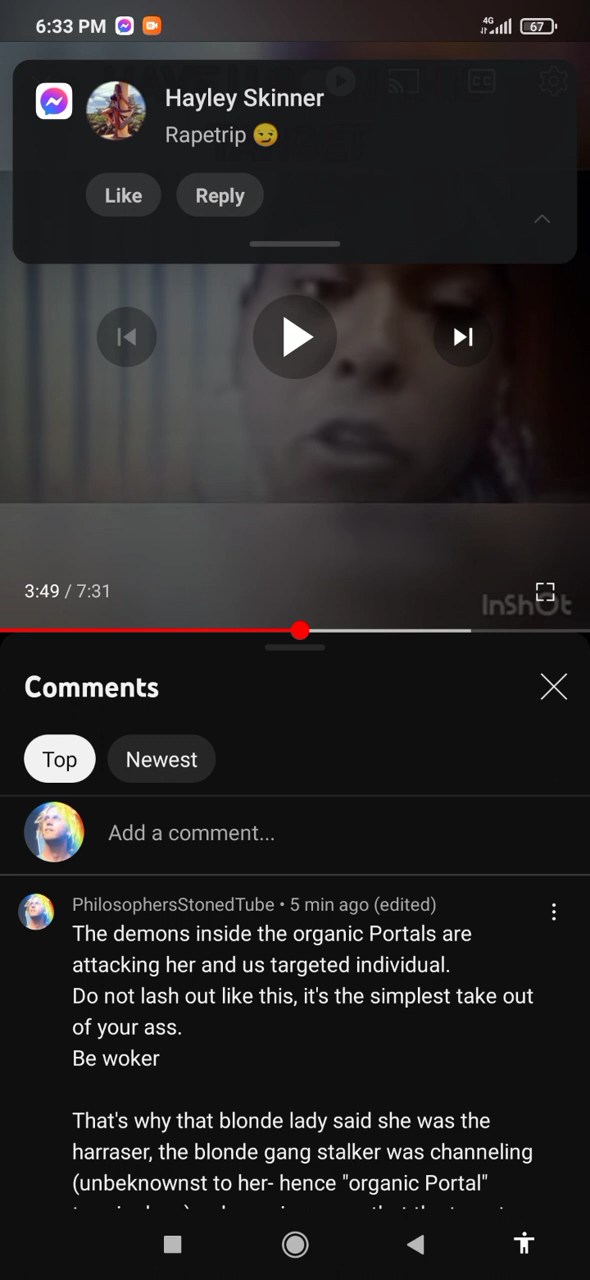 6:33 PM
4G
67
Hayley Skinner
Rapetrip 😏
Like
Reply
CC
3:49 / 7:31
InShOt
Comments
Top
Newest
Add a comment...
PhilosophersStonedTube • 5 min ago (edited)
The demons inside the organic Portals are
attacking her and us targeted individual.
Do not lash out like this, it's the simplest take out
of your ass.
Be woker
That's why that blonde lady said she was the
harraser, the blonde gang stalker was channeling
(unbeknownst to her- hence "organic Portal"